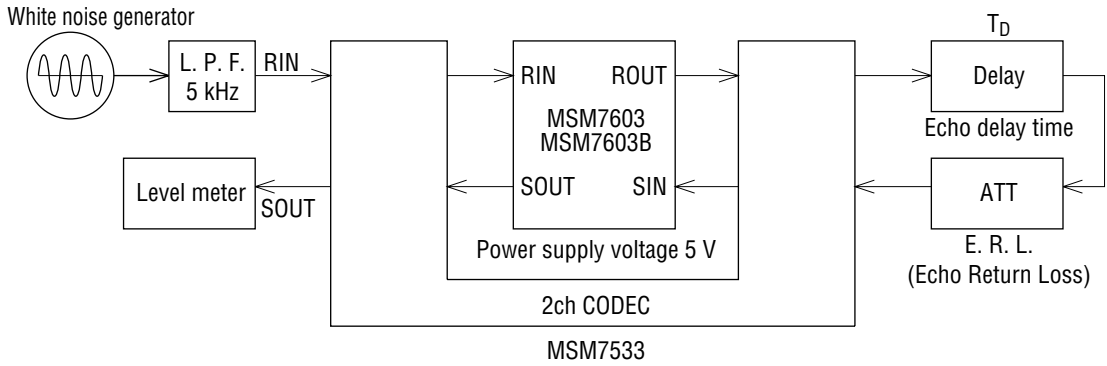 White noise generator
L. P. F.
5 kHz
RIN
RIN
ROUT
MSM7603
MSM7603B
SOUT
SIN
Power supply voltage 5 V
2ch CODEC
MSM7533
T_D
Delay
Echo delay time
ATT
E. R. L.
(Echo Return Loss)
Level meter
SOUT